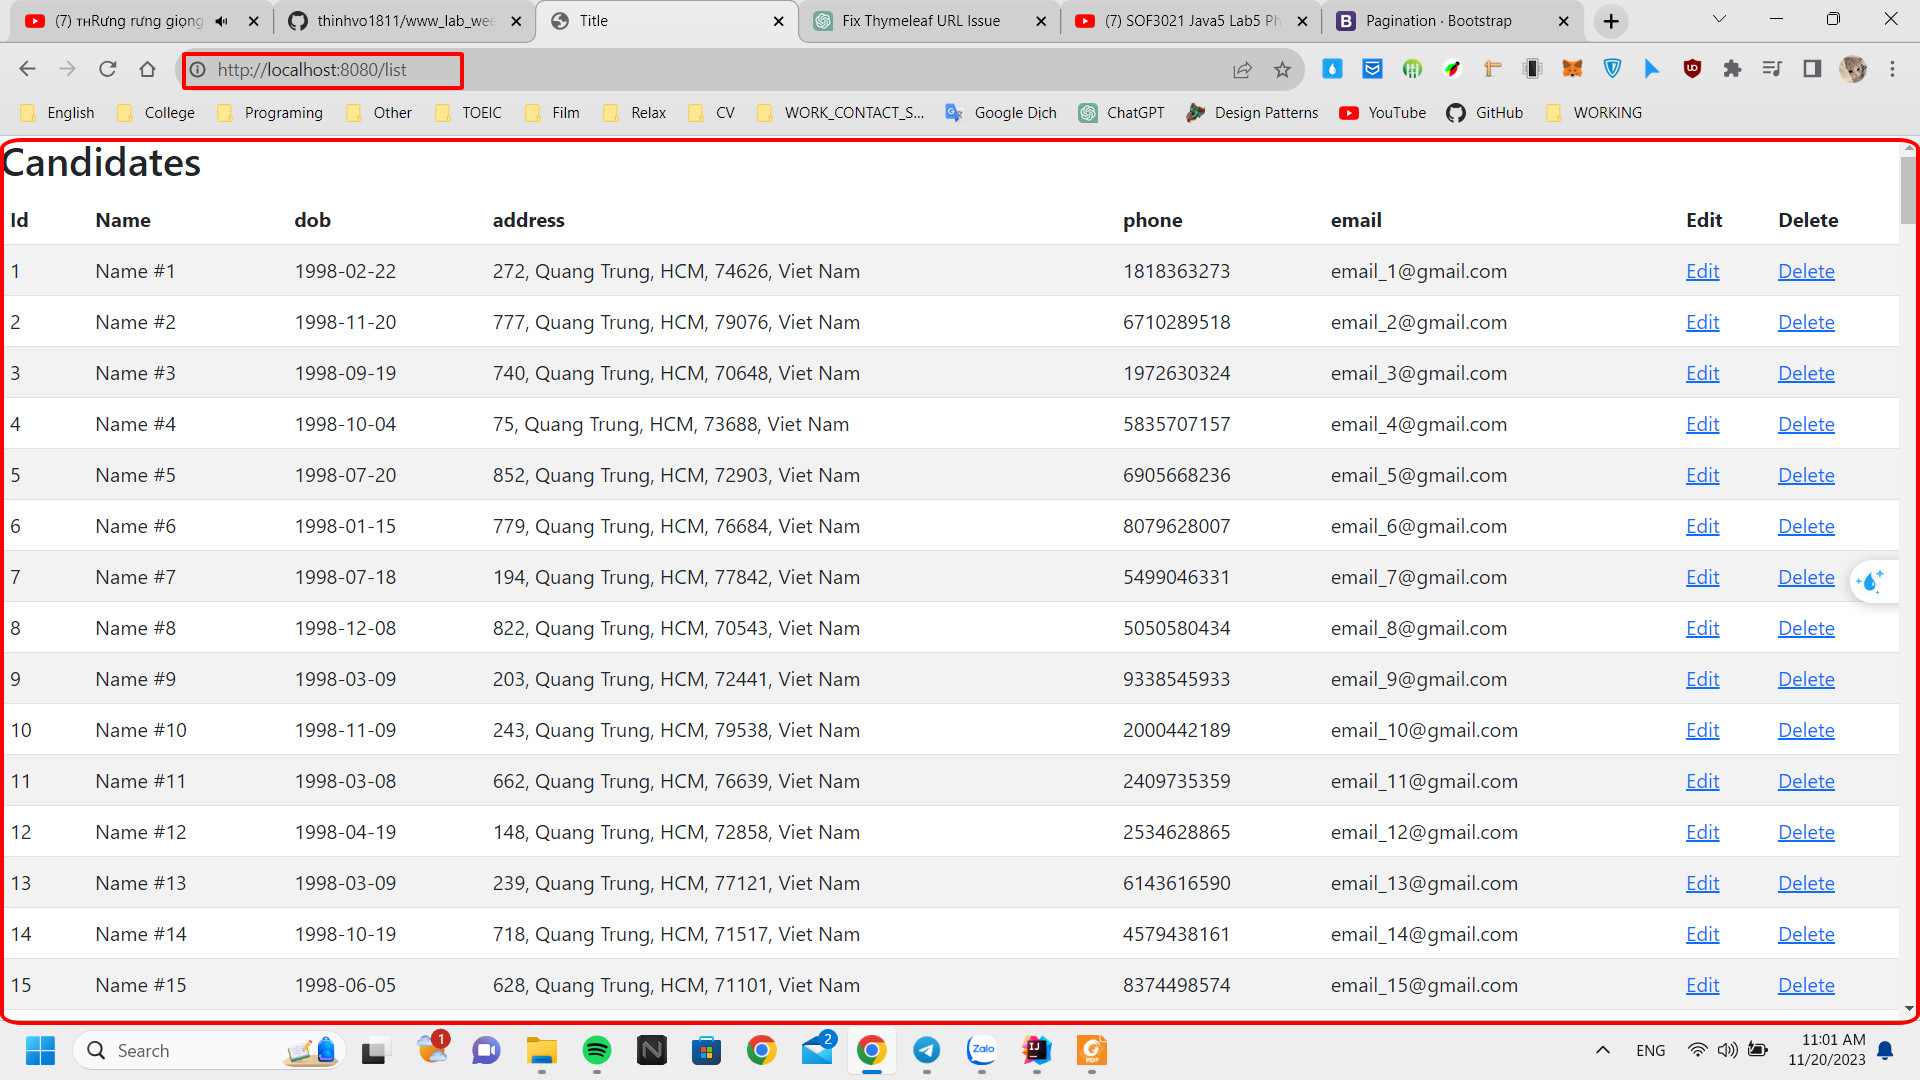 (7) ᴛʜRưng rưng giọng
thinhvo1811/www_lab_wee
Title
Fix Thymeleaf URL Issue
(7) SOF3021 Java5 Lab5 Ph
Pagination · Bootstrap
http://localhost:8080/list
English College Programing Other TOEIC Film Relax CV WORK_CONTACT_S... Google Dịch ChatGPT Design Patterns YouTube GitHub WORKING
Candidates
Id Name dob address phone email Edit Delete
1 Name #1 1998-02-22 272, Quang Trung, HCM, 74626, Viet Nam 1818363273 email_1@gmail.com Edit Delete
2 Name #2 1998-11-20 777, Quang Trung, HCM, 79076, Viet Nam 6710289518 email_2@gmail.com Edit Delete
3 Name #3 1998-09-19 740, Quang Trung, HCM, 70648, Viet Nam 1972630324 email_3@gmail.com Edit Delete
4 Name #4 1998-10-04 75, Quang Trung, HCM, 73688, Viet Nam 5835707157 email_4@gmail.com Edit Delete
5 Name #5 1998-07-20 852, Quang Trung, HCM, 72903, Viet Nam 6905668236 email_5@gmail.com Edit Delete
6 Name #6 1998-01-15 779, Quang Trung, HCM, 76684, Viet Nam 8079628007 email_6@gmail.com Edit Delete
7 Name #7 1998-07-18 194, Quang Trung, HCM, 77842, Viet Nam 5499046331 email_7@gmail.com Edit Delete
8 Name #8 1998-12-08 822, Quang Trung, HCM, 70543, Viet Nam 5050580434 email_8@gmail.com Edit Delete
9 Name #9 1998-03-09 203, Quang Trung, HCM, 72441, Viet Nam 9338545933 email_9@gmail.com Edit Delete
10 Name #10 1998-11-09 243, Quang Trung, HCM, 79538, Viet Nam 2000442189 email_10@gmail.com Edit Delete
11 Name #11 1998-03-08 662, Quang Trung, HCM, 76639, Viet Nam 2409735359 email_11@gmail.com Edit Delete
12 Name #12 1998-04-19 148, Quang Trung, HCM, 72858, Viet Nam 2534628865 email_12@gmail.com Edit Delete
13 Name #13 1998-03-09 239, Quang Trung, HCM, 77121, Viet Nam 6143616590 email_13@gmail.com Edit Delete
14 Name #14 1998-10-19 718, Quang Trung, HCM, 71517, Viet Nam 4579438161 email_14@gmail.com Edit Delete
15 Name #15 1998-06-05 628, Quang Trung, HCM, 71101, Viet Nam 8374498574 email_15@gmail.com Edit Delete
Search
1
2
Zalo
ENG
11:01 AM
11/20/2023